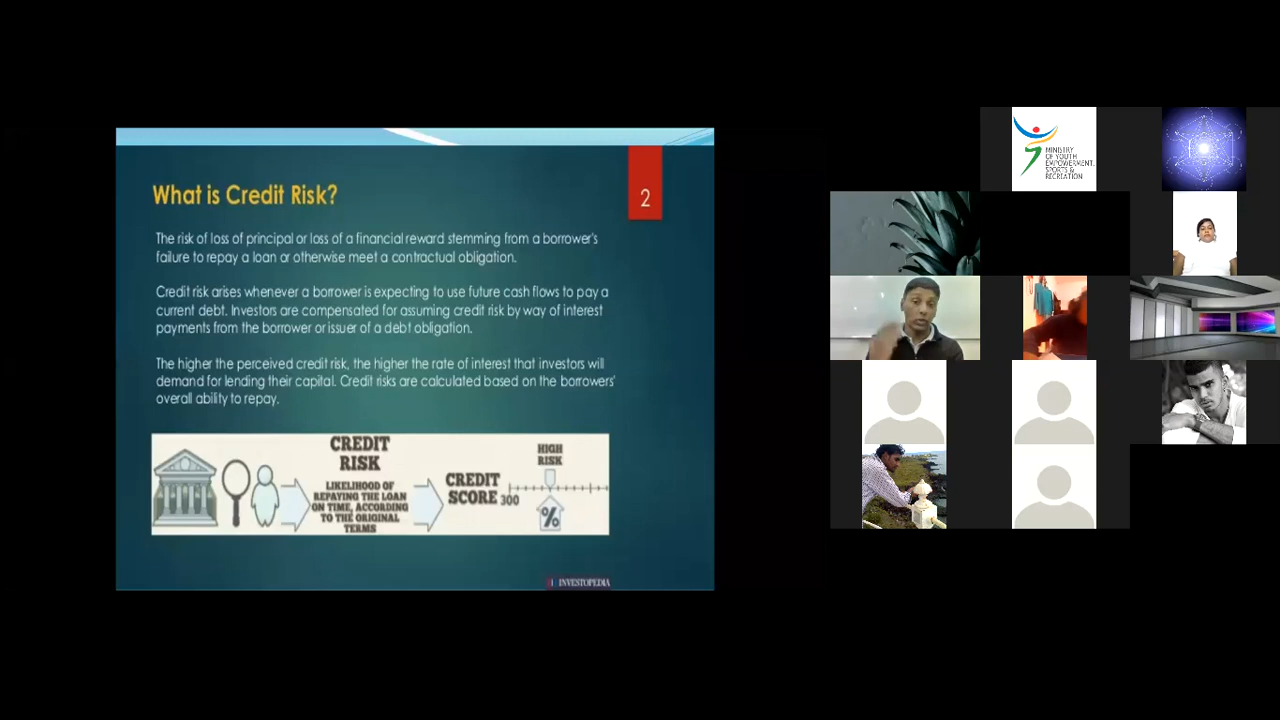 What is Credit Risk?
2
The risk of loss of principal or loss of a financial reward stemming from a borrower's
failure to repay a loan or otherwise meet a contractual obligation.
Credit risk arises whenever a borrower is expecting to use future cash flows to pay a
current debt. Investors are compensated for assuming credit risk by way of interest
payments from the borrower or issuer of a debt obligation.
The higher the perceived credit risk, the higher the rate of interest that investors will
demand for lending their capital. Credit risks are calculated based on the borrowers'
overall ability to repay.
CREDIT
RISK
LIKELIHOOD OF
REPAYING THE LOAN
ON TIME, ACCORDING
TO THE ORIGINAL
TERMS
CREDIT
SCORE
300
HIGH
RISK
%
INVESTOPEDIA
MINISTRY
OF YOUTH
EMPOWERMENT,
SPORTS &
RECREATION